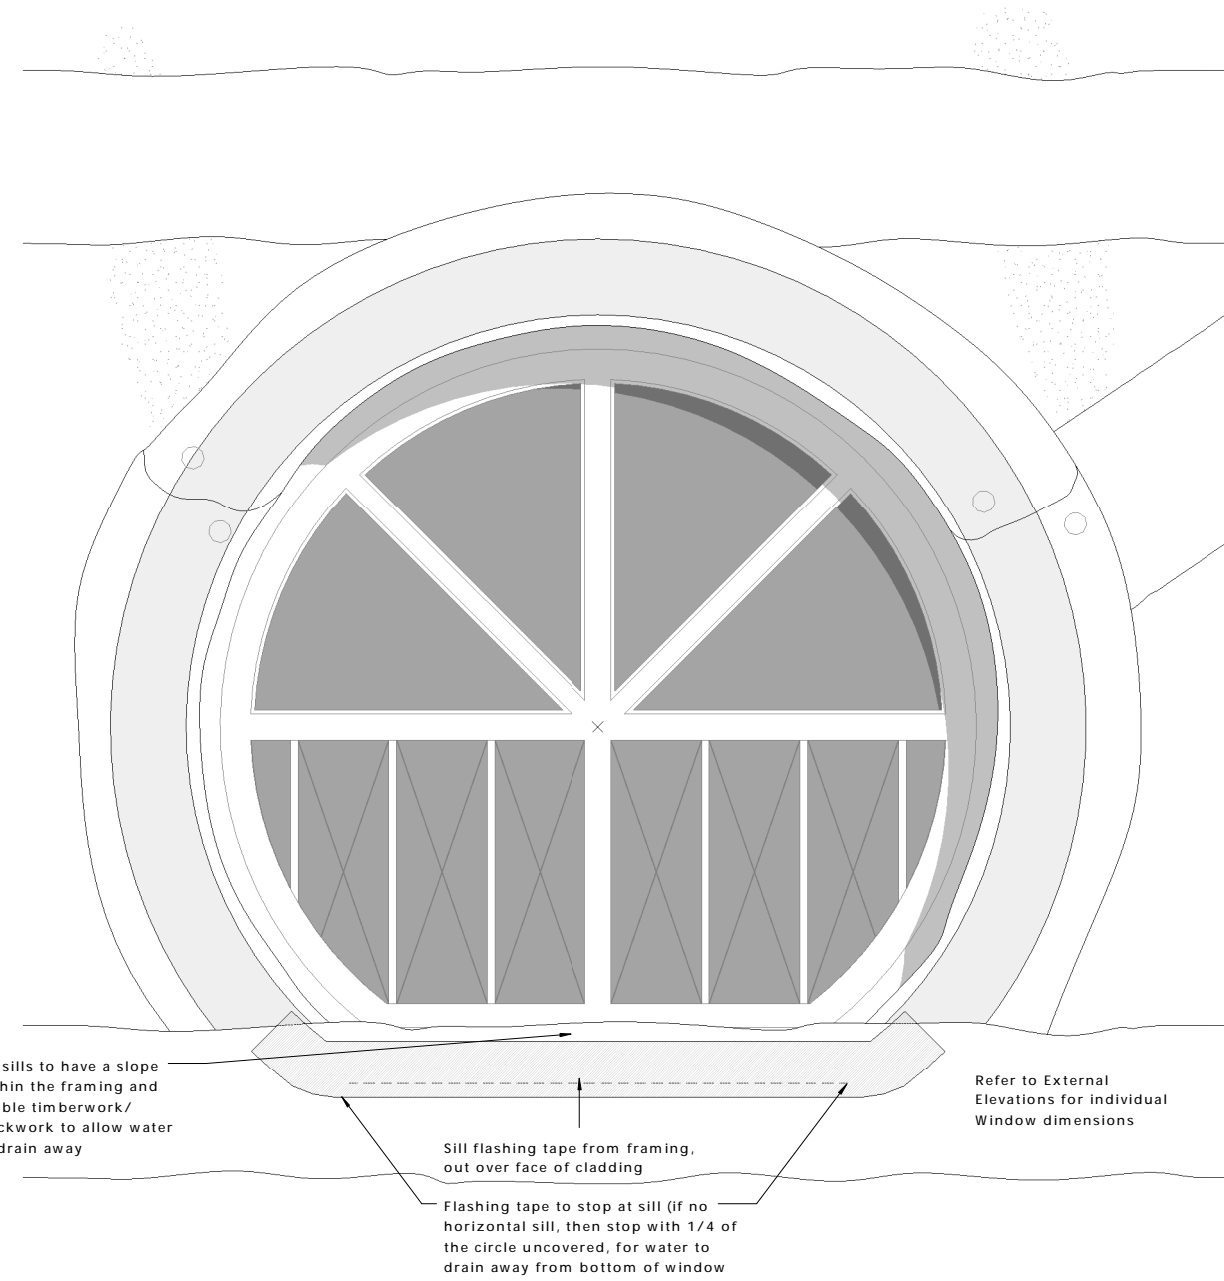 sills to have a slope
hin the framing and
ble timberwork/
ckwork to allow water
drain away
Refer to External
Elevations for individual
Window dimensions
Sill flashing tape from framing,
out over face of cladding
Flashing tape to stop at sill (if no
horizontal sill, then stop with 1/4 of
the circle uncovered, for water to
drain away from bottom of window